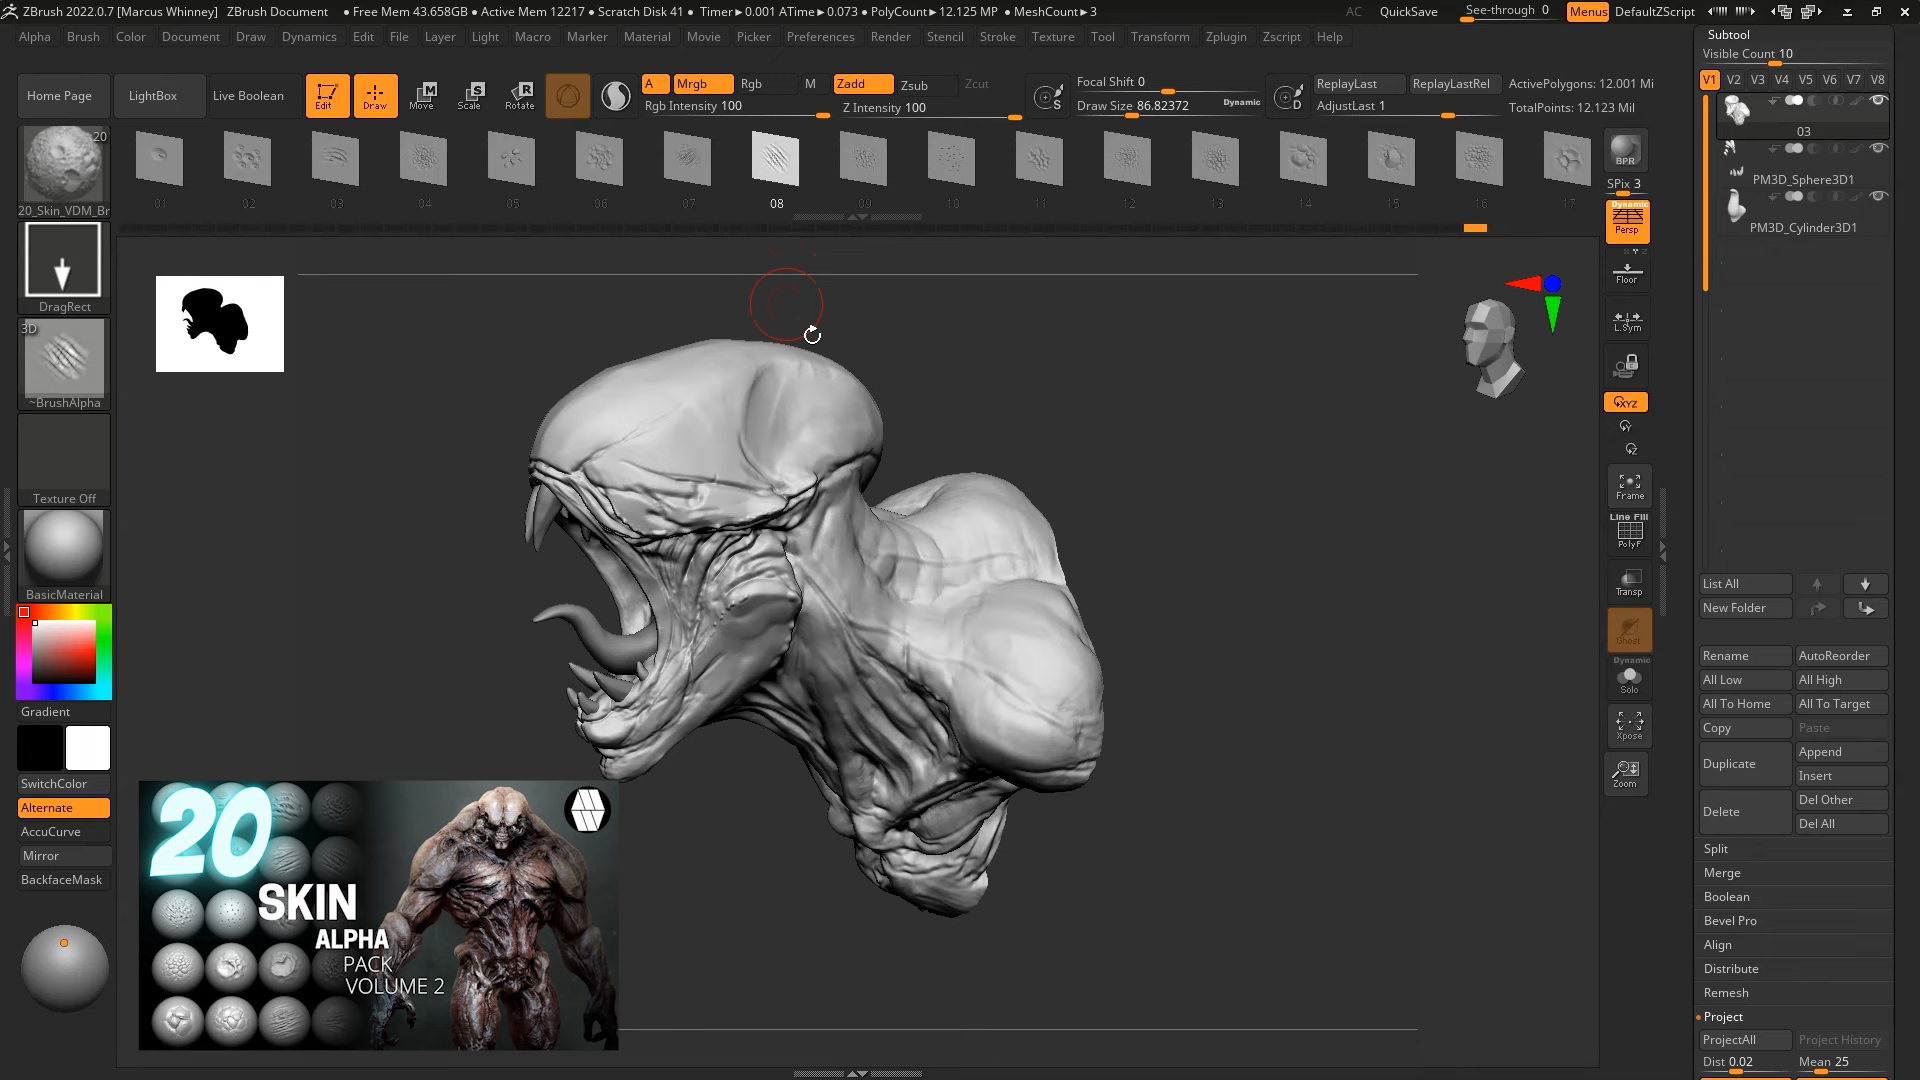 ZBrush 2022.0.7 [Marcus Whinney] ZBrush Document ● Free Mem 43.658GB ● Active Mem 12217 ● Scratch Disk 41 ● Timer►0.001 ATime►0.073 ● PolyCount►12.125 MP ● MeshCount►3 AC QuickSave See-through 0 Menus DefaultZScript
Alpha Brush Color Document Draw Dynamics Edit File Layer Light Macro Marker Material Movie Picker Preferences Render Stencil Stroke Texture Tool Transform Zplugin Zscript Help
Home Page LightBox Live Boolean Edit Draw Move Scale Rotate
A Mrgb Rgb M Zadd Zsub Zcut
Rgb Intensity 100 Z Intensity 100
S Focal Shift 0
Draw Size 86.82372 Dynamic
D ReplayLast ReplayLastRel ActivePolygons: 12.001 Mi
AdjustLast 1 TotalPoints: 12.123 Mil
20
20_Skin_VDM_Br
01 02 03 04 05 06 07 08 09 10 11 12 13 14 15 16 17
DragRect
3D
~BrushAlpha
Texture Off
BasicMaterial
Gradient
SwitchColor
Alternate
AccuCurve
Mirror
BackfaceMask
20
SKIN
ALPHA
PACK
VOLUME 2
BPR
SPix 3
Dynamic
Persp
Floor
L.Sym
XYZ
Y
Z
Frame
Line Fill
PolyF
Transp
Ghost
Dynamic
Solo
Xpose
Zoom
Subtool
Visible Count 10
V1 V2 V3 V4 V5 V6 V7 V8
03
PM3D_Sphere3D1
PM3D_Cylinder3D1
List All
New Folder
Rename AutoReorder
All Low All High
All To Home All To Target
Copy Paste
Duplicate Append
Insert
Delete Del Other
Del All
Split
Merge
Boolean
Bevel Pro
Align
Distribute
Remesh
Project
ProjectAll Project History
Dist 0.02 Mean 25